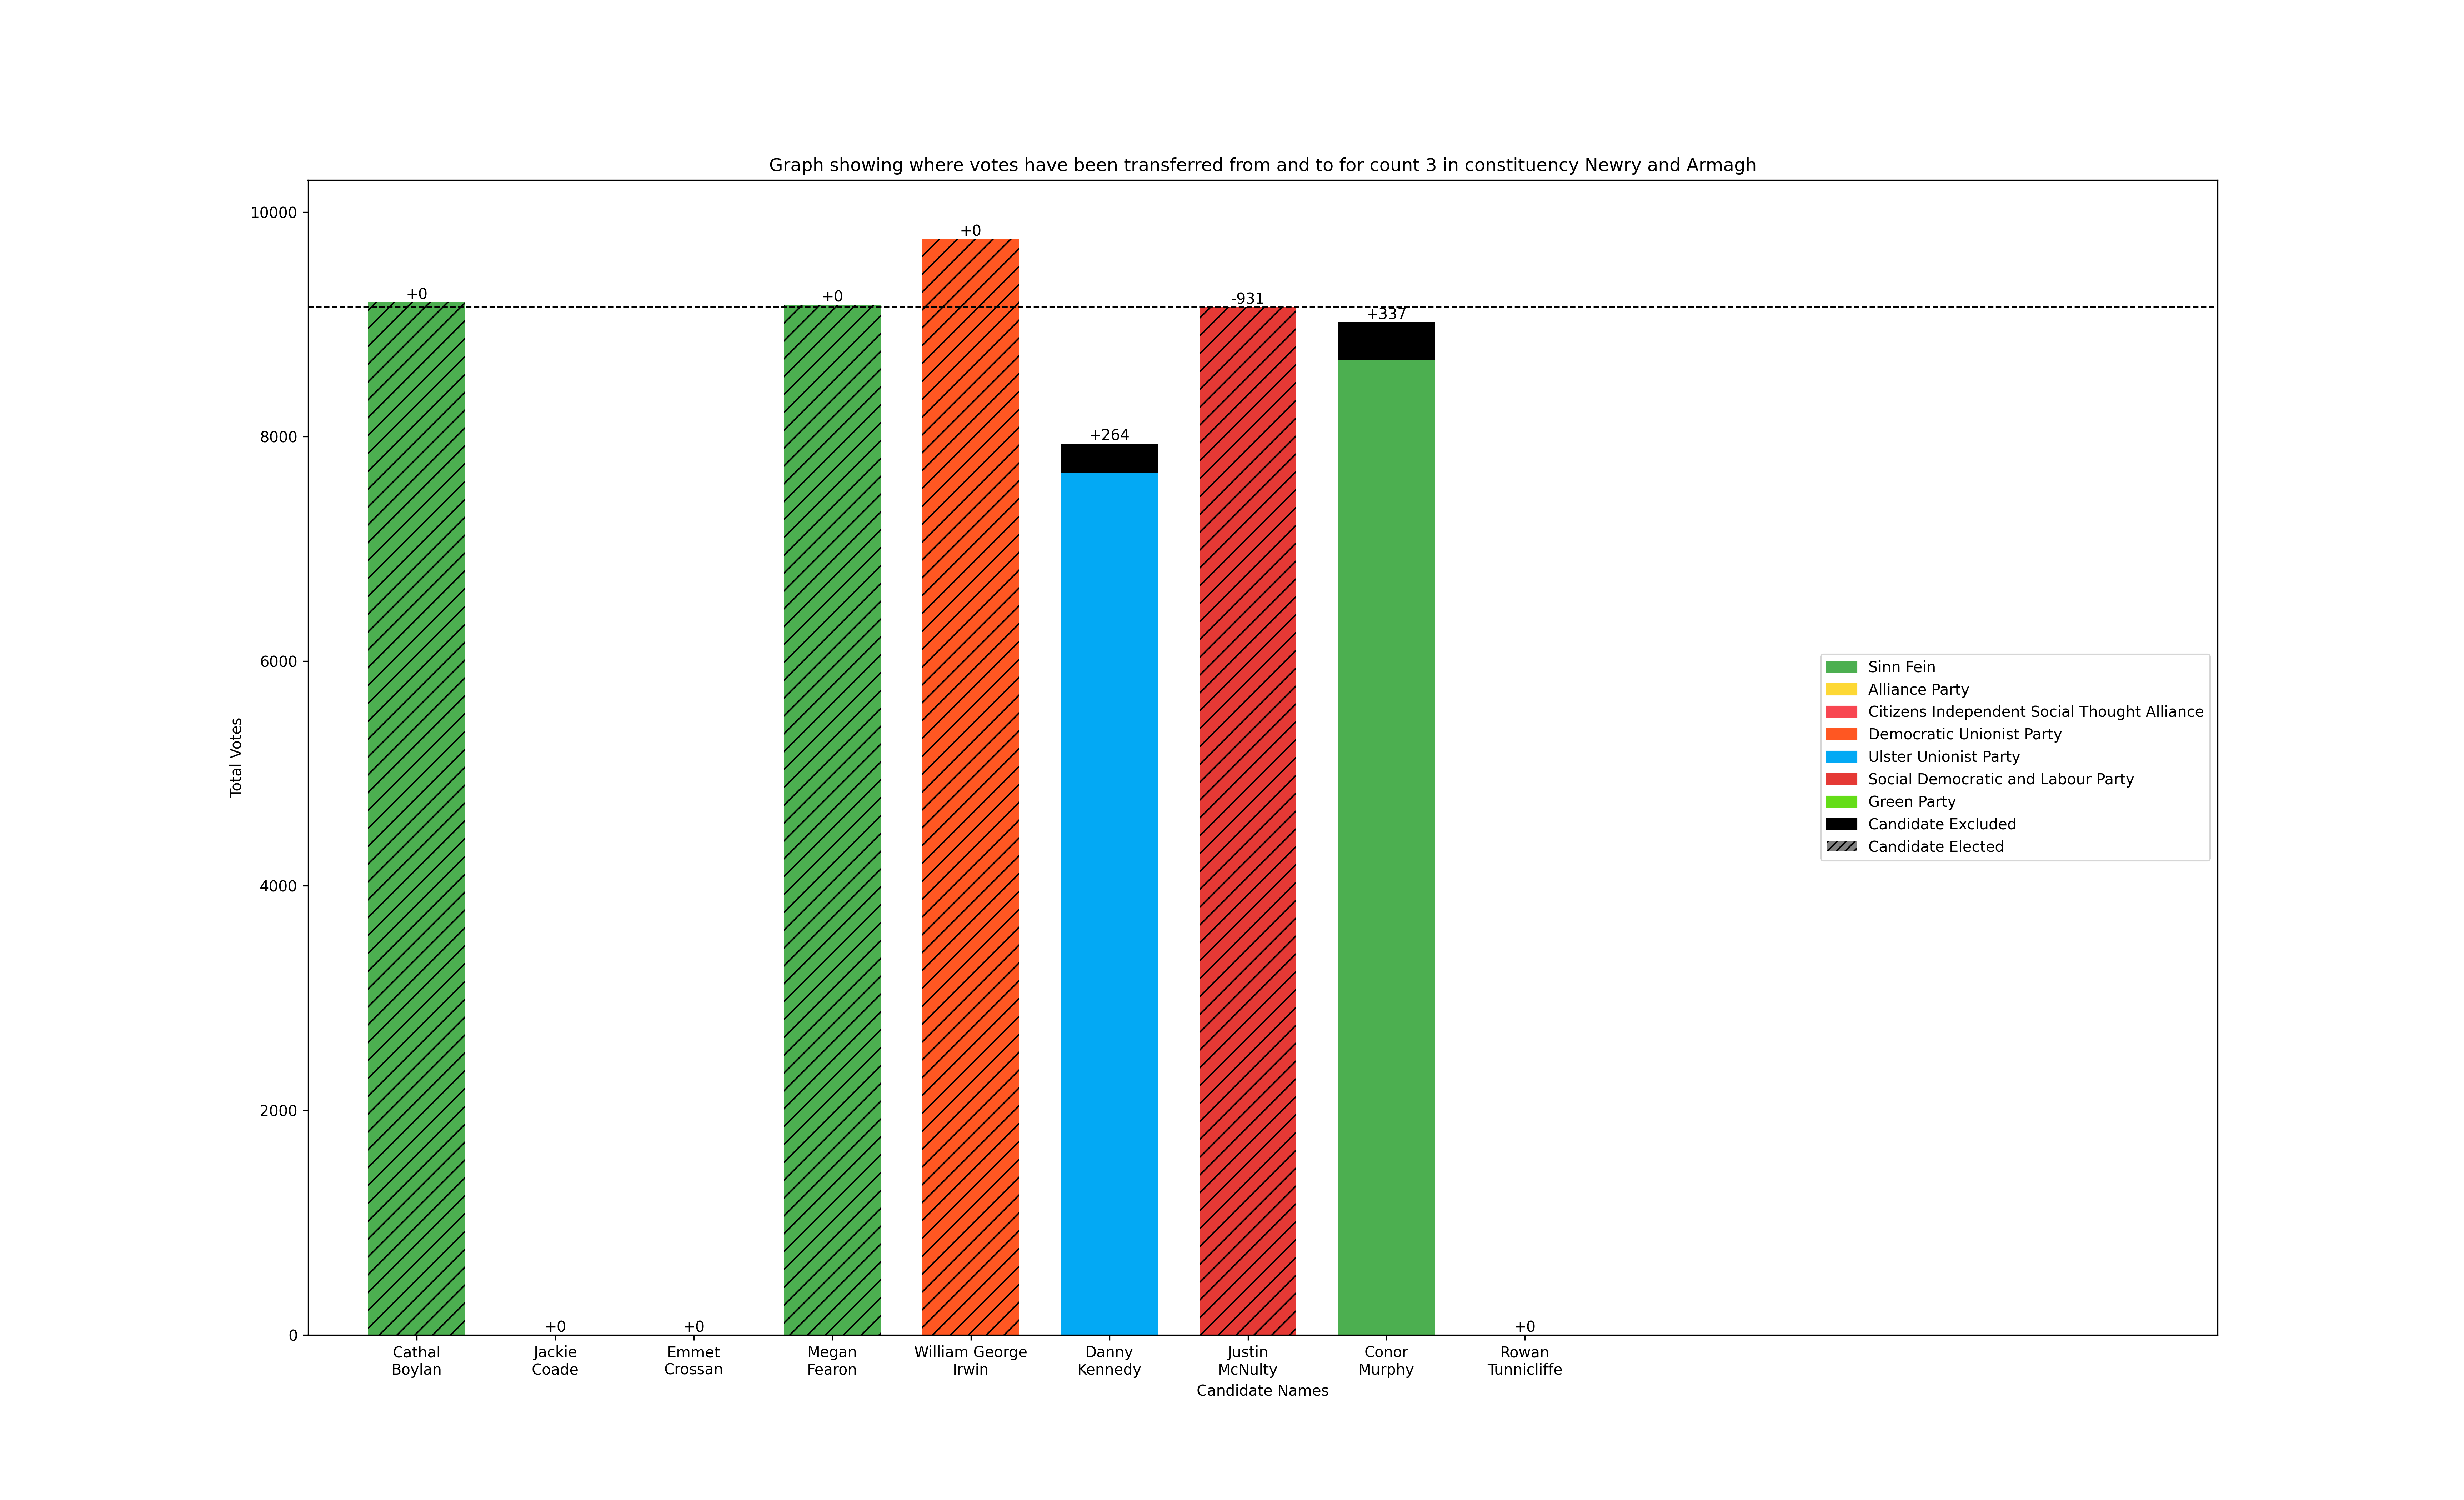 Graph showing where votes have been transferred from and to for count 3 in constituency Newry and Armagh
10000
8000
6000
4000
2000
0
Total Votes
+0
+0
+0
+0
+0
+264
-931
+337
+0
Sinn Fein
Alliance Party
Citizens Independent Social Thought Alliance
Democratic Unionist Party
Ulster Unionist Party
Social Democratic and Labour Party
Green Party
Candidate Excluded
Candidate Elected
Cathal
Boylan
Jackie
Coade
Emmet
Crossan
Megan
Fearon
William George
Irwin
Danny
Kennedy
Justin
McNulty
Conor
Murphy
Rowan
Tunnicliffe
Candidate Names